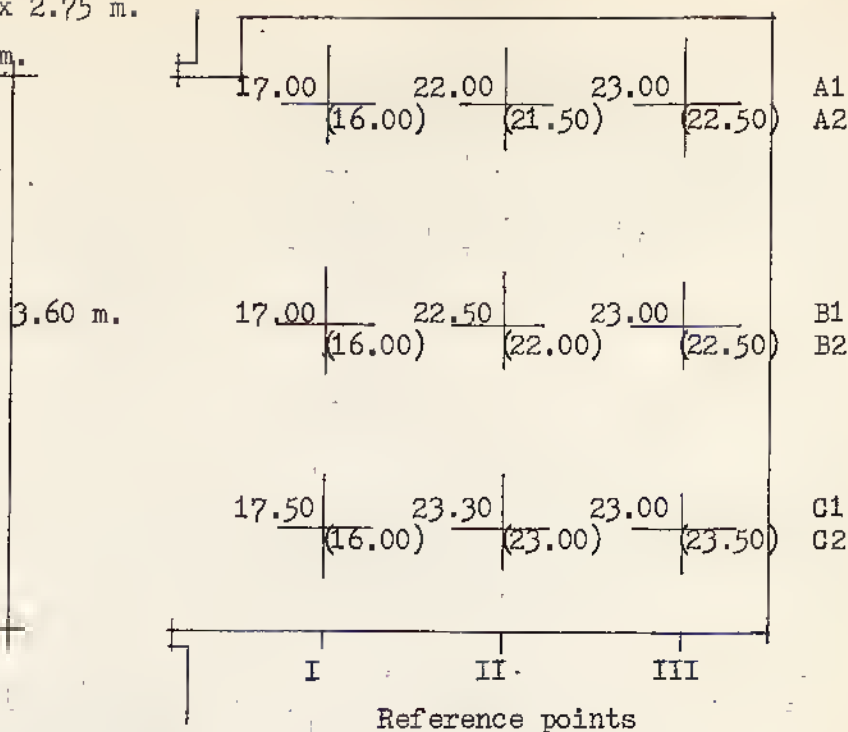 x 2.75 m.
m.
17.00 22.00 23.00 A1
(16.00) (21.50) (22.50) A2
3.60 m. 17.00 22.50 23.00 B1
(16.00) (22.00) (22.50) B2
17.50 23.30 23.00 C1
(16.00) (23.00) (23.50) C2
I II. III
Reference points